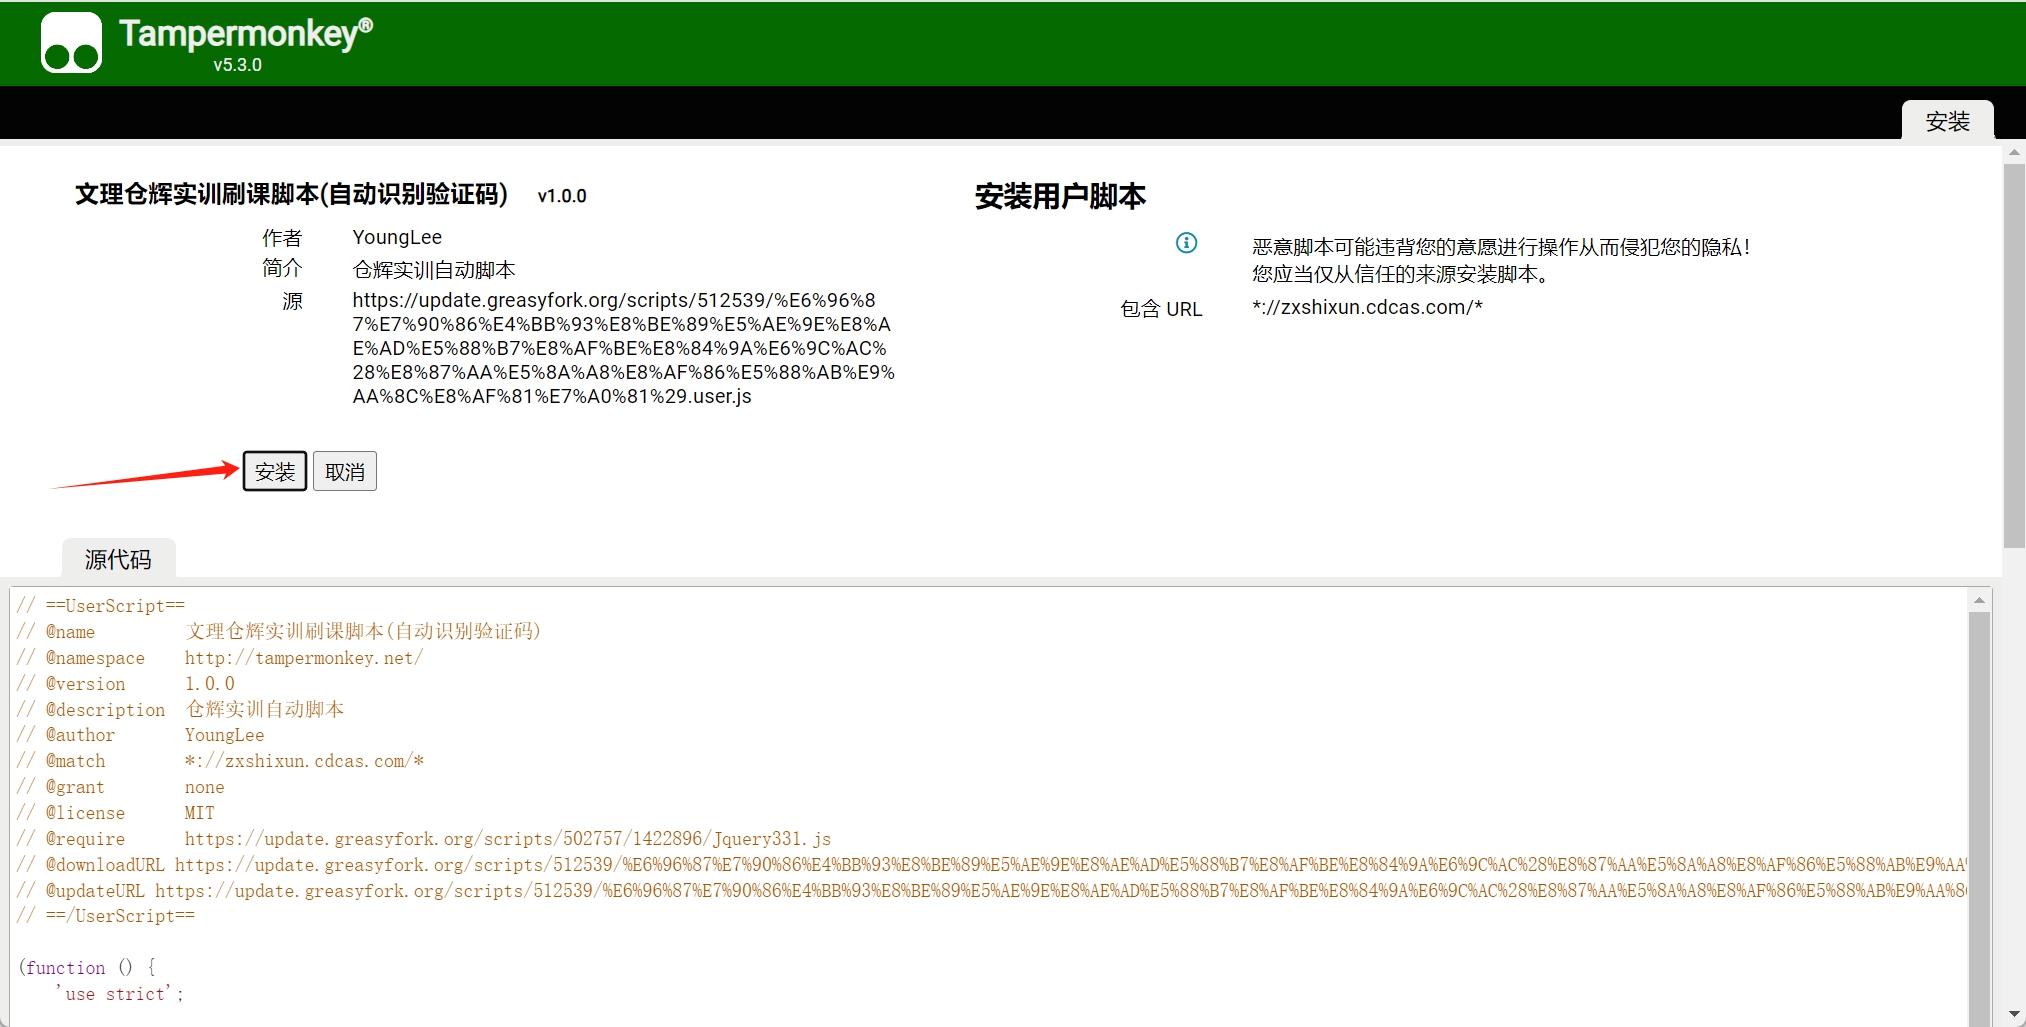 Tampermonkey®
v5.3.0
安装
文理仓辉实训刷课脚本(自动识别验证码) v1.0.0
作者 YoungLee
简介 仓辉实训自动脚本
源 https://update.greasyfork.org/scripts/512539/%E6%96%8
7%E7%90%86%E4%BB%93%E8%BE%89%E5%AE%9E%E8%A
E%AD%E5%88%B7%E8%AF%BE%E8%84%9A%E6%9C%AC%
28%E8%87%AA%E5%8A%A8%E8%AF%86%E5%88%AB%E9%
AA%8C%E8%AF%81%E7%A0%81%29.user.js
安装 取消
安装用户脚本
恶意脚本可能违背您的意愿进行操作从而侵犯您的隐私！
您应当仅从信任的来源安装脚本。
包含 URL *://zxshixun.cdcas.com/*
源代码
// ==UserScript==
// @name 文理仓辉实训刷课脚本(自动识别验证码)
// @namespace http://tampermonkey.net/
// @version 1.0.0
// @description 仓辉实训自动脚本
// @author YoungLee
// @match *://zxshixun.cdcas.com/*
// @grant none
// @license MIT
// @require https://update.greasyfork.org/scripts/502757/1422896/Jquery331.js
// @downloadURL https://update.greasyfork.org/scripts/512539/%E6%96%87%E7%90%86%E4%BB%93%E8%BE%89%E5%AE%9E%E8%AE%AD%E5%88%B7%E8%AF%BE%E8%84%9A%E6%9C%AC%28%E8%87%AA%E5%8A%A8%E8%AF%86%E5%88%AB%E9%AA%
// @updateURL https://update.greasyfork.org/scripts/512539/%E6%96%87%E7%90%86%E4%BB%93%E8%BE%89%E5%AE%9E%E8%AE%AD%E5%88%B7%E8%AF%BE%E8%84%9A%E6%9C%AC%28%E8%87%AA%E5%8A%A8%E8%AF%86%E5%88%AB%E9%AA%8C
// ==/UserScript==
(function () {
'use strict';